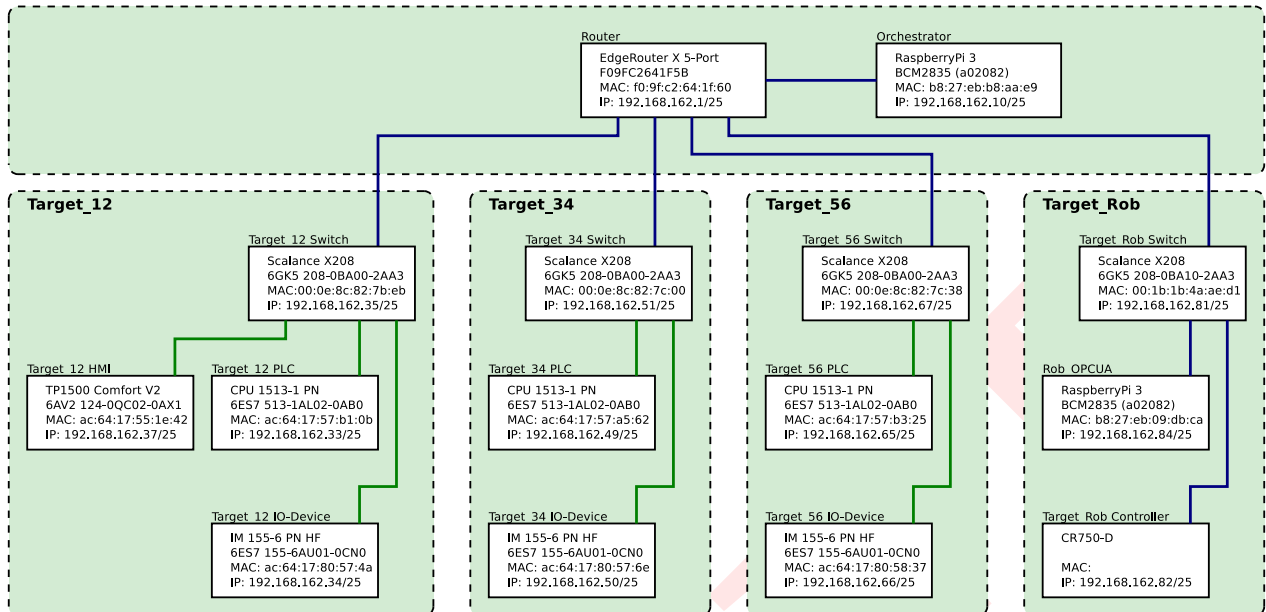 Router
EdgeRouter X 5-Port
F09FC2641F5B
MAC: f0:9f:c2:64:1f:60
IP: 192.168.162.1/25
Orchestrator
RaspberryPi 3
BCM2835 (a02082)
MAC: b8:27:eb:b8:aa:e9
IP: 192.168.162.10/25
Target_12
Target_12 Switch
Scalance X208
6GK5 208-0BA00-2AA3
MAC:00:0e:8c:82:7b:eb
IP: 192.168.162.35/25
Target_12 HMI
TP1500 Comfort V2
6AV2 124-0QC02-0AX1
MAC: ac:64:17:55:1e:42
IP: 192.168.162.37/25
Target_12 PLC
CPU 1513-1 PN
6ES7 513-1AL02-0AB0
MAC: ac:64:17:57:b1:0b
IP: 192.168.162.33/25
Target_12 IO-Device
IM 155-6 PN HF
6ES7 155-6AU01-0CN0
MAC: ac:64:17:80:57:4a
IP: 192.168.162.34/25
Target_34
Target_34 Switch
Scalance X208
6GK5 208-0BA00-2AA3
MAC: 00:0e:8c:82:7c:00
IP: 192.168.162.51/25
Target_34 PLC
CPU 1513-1 PN
6ES7 513-1AL02-0AB0
MAC: ac:64:17:57:a5:62
IP: 192.168.162.49/25
Target_34 IO-Device
IM 155-6 PN HF
6ES7 155-6AU01-0CN0
MAC: ac:64:17:80:57:6e
IP: 192.168.162.50/25
Target_56
Target_56 Switch
Scalance X208
6GK5 208-0BA00-2AA3
MAC: 00:0e:8c:82:7c:38
IP: 192.168.162.67/25
Target_56 PLC
CPU 1513-1 PN
6ES7 513-1AL02-0AB0
MAC: ac:64:17:57:b3:25
IP: 192.168.162.65/25
Target_56 IO-Device
IM 155-6 PN HF
6ES7 155-6AU01-0CN0
MAC: ac:64:17:80:58:37
IP: 192.168.162.66/25
Target_Rob
Target_Rob Switch
Scalance X208
6GK5 208-0BA10-2AA3
MAC: 00:1b:1b:4a:ae:d1
IP: 192.168.162.81/25
Rob_OPCUA
RaspberryPi 3
BCM2835 (a02082)
MAC: b8:27:eb:09:db:ca
IP: 192.168.162.84/25
Target_Rob Controller
CR750-D
MAC:
IP: 192.168.162.82/25